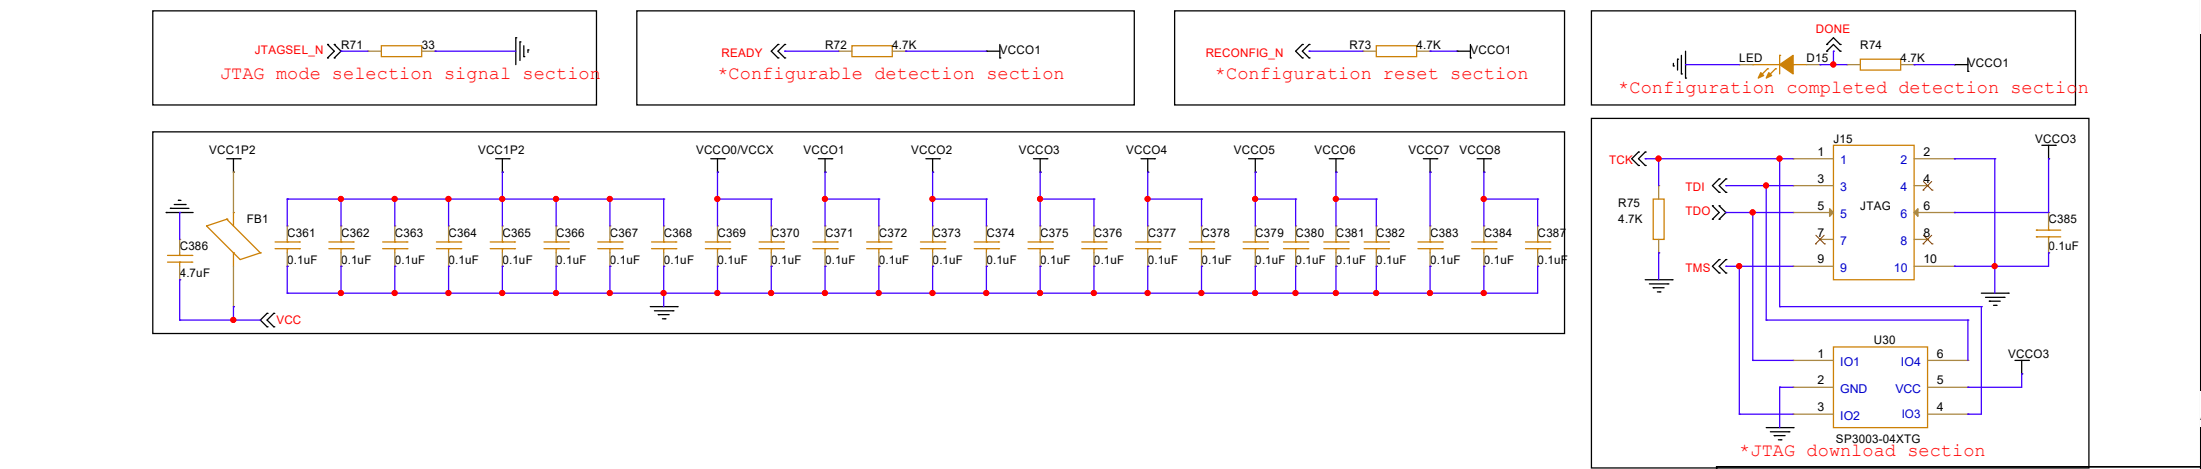 JTAGSEL_N R71 33
JTAG mode selection signal section
READY R72 4.7K VCCO1
*Configurable detection section
RECONFIG_N R73 4.7K VCCO1
*Configuration reset section
DONE
LED D15 R74 4.7K VCCO1
*Configuration completed detection section
VCC1P2 VCC1P2 VCCO0/VCCX VCCO1 VCCO2 VCCO3 VCCO4 VCCO5 VCCO6 VCCO7 VCCO8
FB1
C386 C361 C362 C363 C364 C365 C366 C367 C368 C369 C370 C371 C372 C373 C374 C375 C376 C377 C378 C379 C380 C381 C382 C383 C384 C387
4.7uF 0.1uF 0.1uF 0.1uF 0.1uF 0.1uF 0.1uF 0.1uF 0.1uF 0.1uF 0.1uF 0.1uF 0.1uF 0.1uF 0.1uF 0.1uF 0.1uF 0.1uF 0.1uF 0.1uF 0.1uF 0.1uF 0.1uF 0.1uF 0.1uF 0.1uF
VCC
J15 VCCO3
TCK 1 1 2 2
TDI 3 3 4 4
R75 4.7K
TDO 5 5 JTAG 6 6
C385 0.1uF
7 7 8 8
TMS 9 9 10 10
U30 VCCO3
1 IO1 IO4 6
2 GND VCC 5
3 IO2 IO3 4
SP3003-04XTG
*JTAG download section